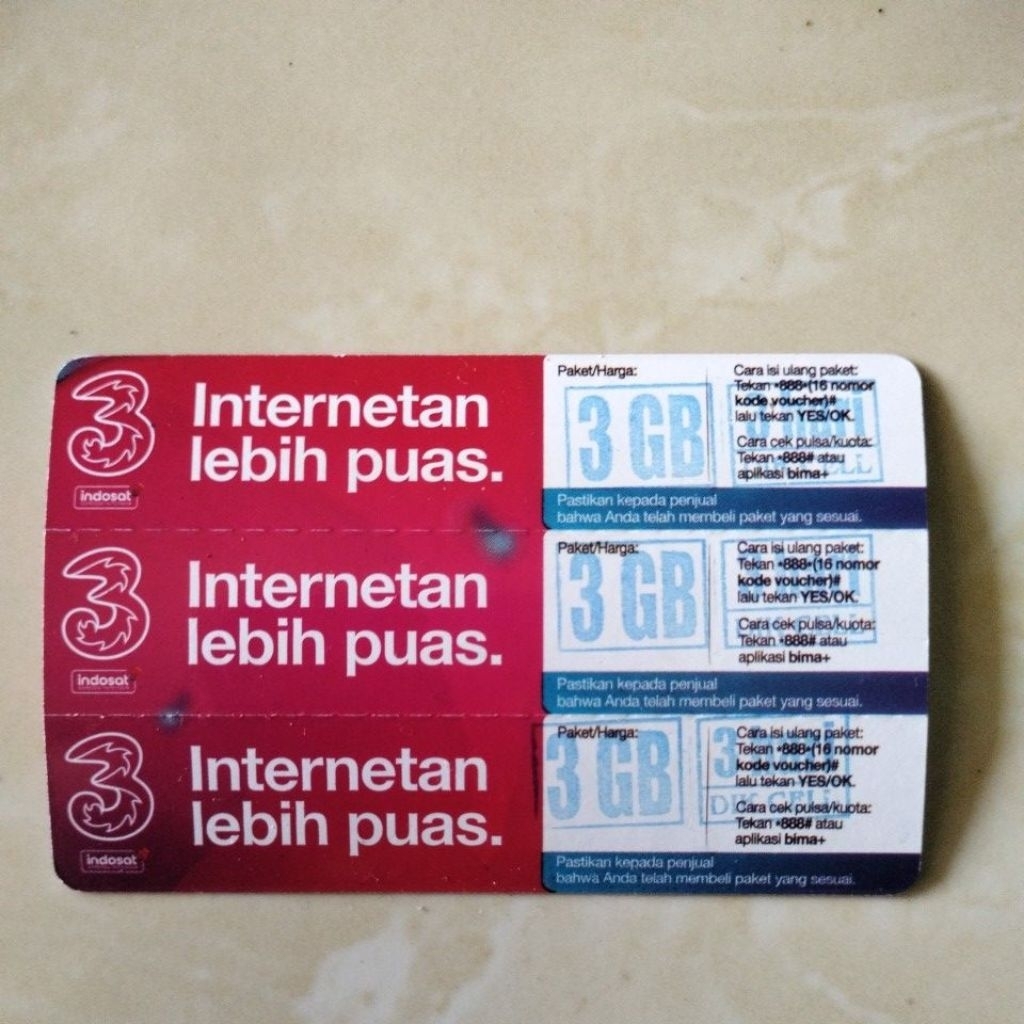 3
indosat
Internetan
lebih puas.
Paket/Harga:
3 GB
Cara isi ulang paket:
Tekan *888*(16 nomor
kode voucher)#
lalu tekan YES/OK.
Cara cek pulsa/kuota:
Tekan *888# atau
aplikasi bima+
Pastikan kepada penjual
bahwa Anda telah membeli paket yang sesuai.
3
indosat
Internetan
lebih puas.
Paket/Harga:
3 GB
Cara isi ulang paket:
Tekan *888*(16 nomor
kode voucher)#
lalu tekan YES/OK.
Cara cek pulsa/kuota:
Tekan *888# atau
aplikasi bima+
Pastikan kepada penjual
bahwa Anda telah membeli paket yang sesuai.
3
indosat
Internetan
lebih puas.
Paket/Harga:
3 GB
Cara isi ulang paket:
Tekan *888*(16 nomor
kode voucher)#
lalu tekan YES/OK.
Cara cek pulsa/kuota:
Tekan *888# atau
aplikasi bima+
CELL
Pastikan kepada penjual
bahwa Anda telah membeli paket yang sesuai.